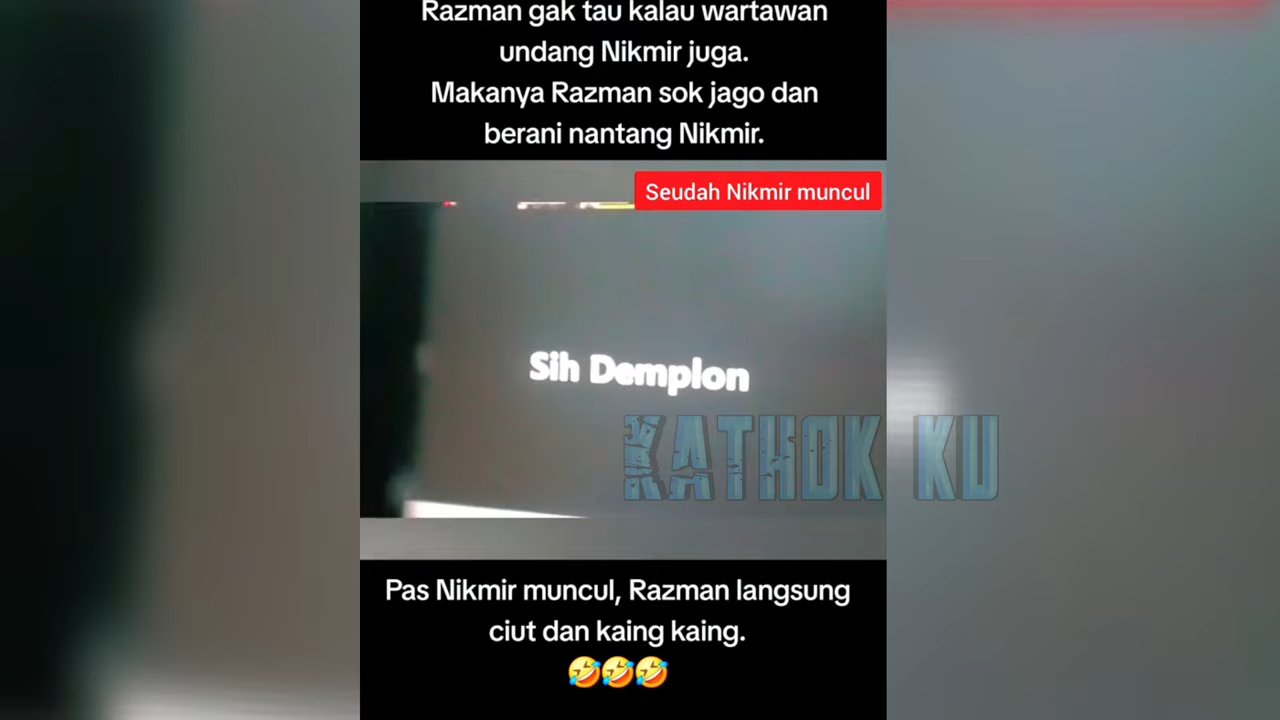 Razman gak tau kalau wartawan
undang Nikmir juga.
Makanya Razman sok jago dan
berani nantang Nikmir.
Seudah Nikmir muncul
Sih Demplon
KATHOK KU
Pas Nikmir muncul, Razman langsung
ciut dan kaing kaing.
🤣🤣🤣